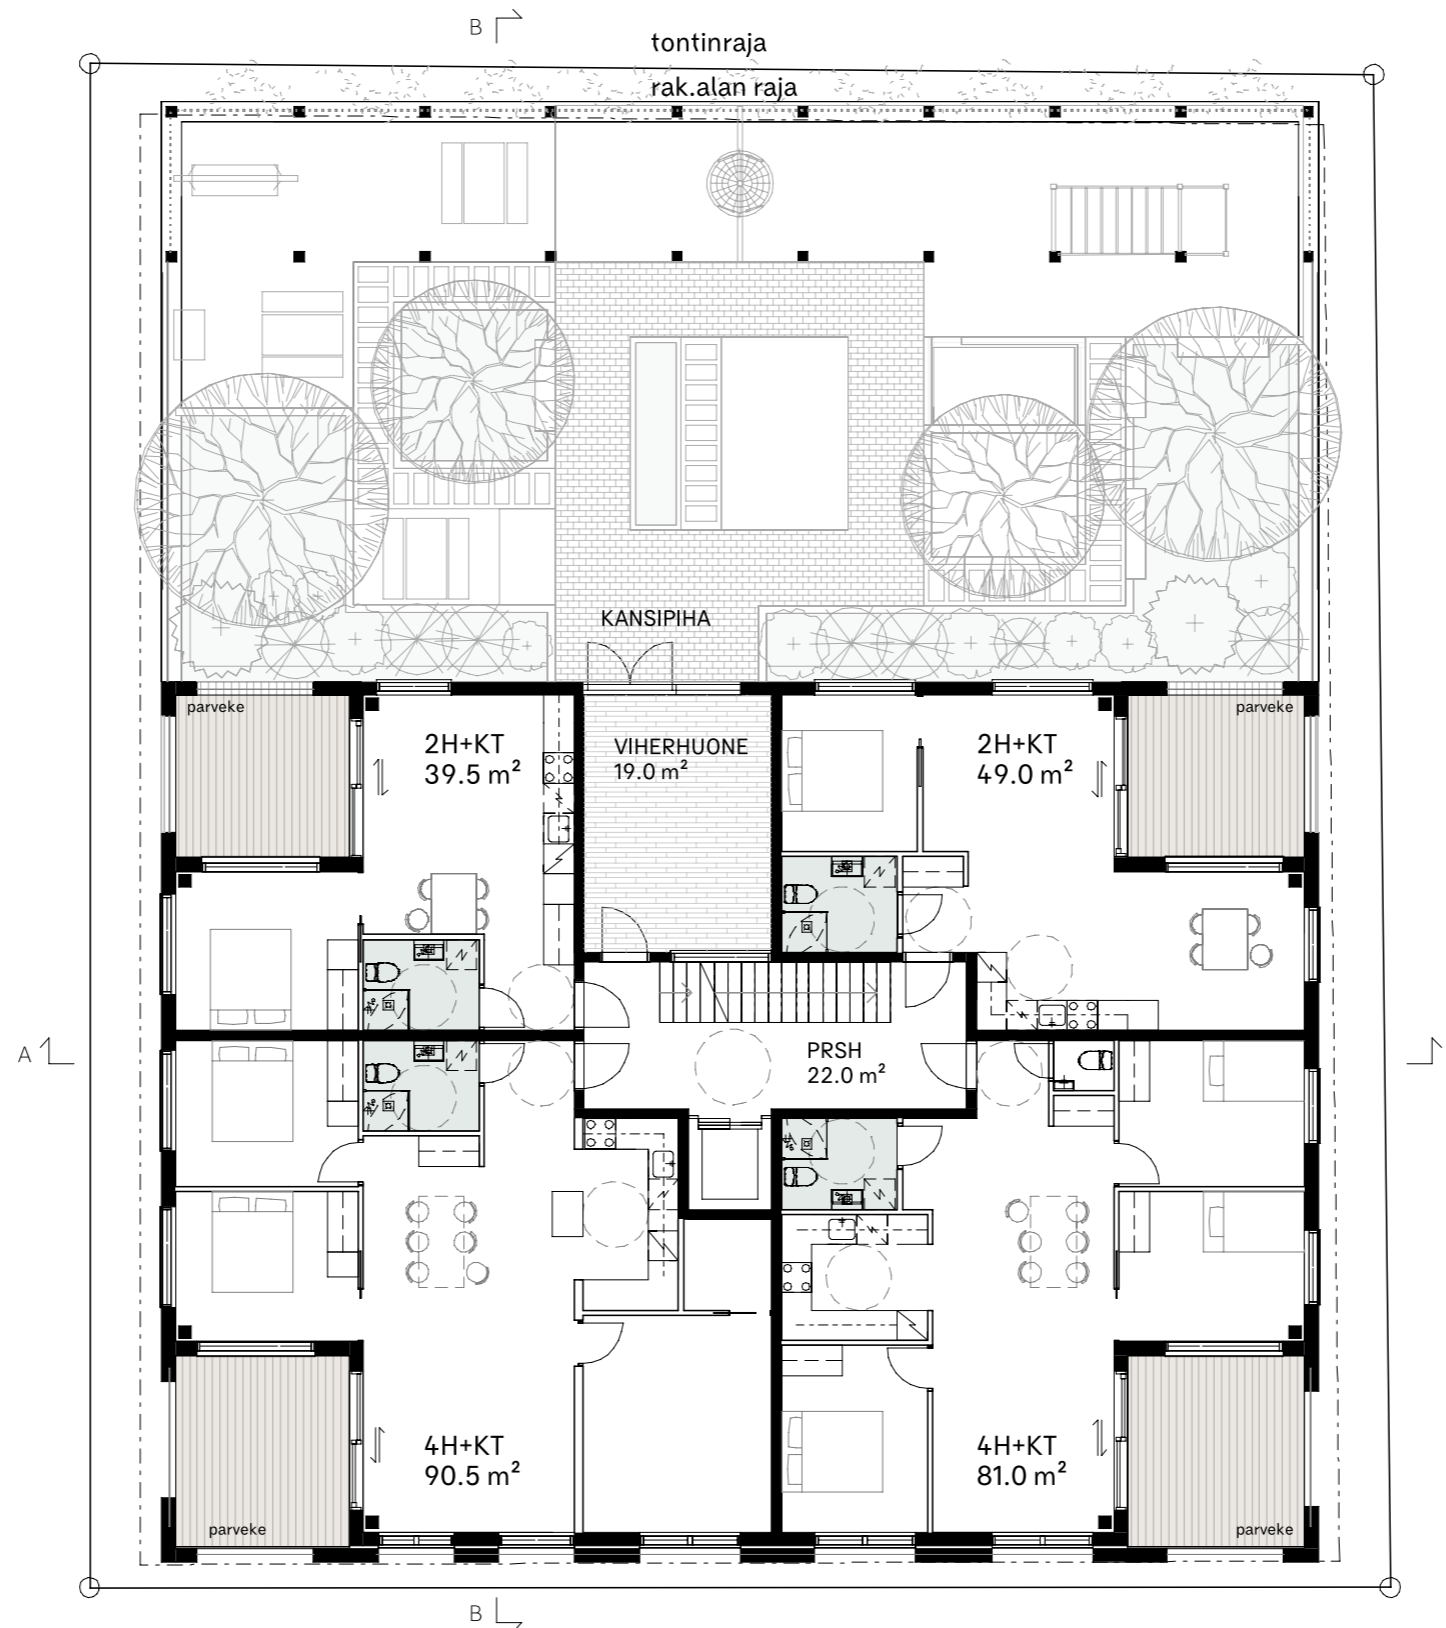 B
tontinraja
rak.alan raja
KANSIPIHA
parveke
2H+KT
39.5 m²
VIHERHUONE
19.0 m²
2H+KT
49.0 m²
parveke
A
PRSH
22.0 m²
4H+KT
90.5 m²
4H+KT
81.0 m²
parveke
parveke
B